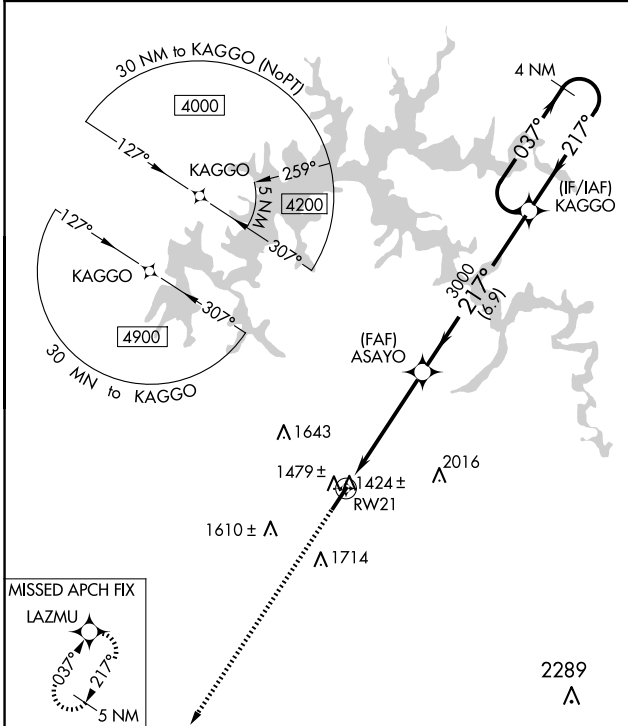 30 NM to KAGGO (NoPT)
4000
127°
KAGGO
259°
5 NM
4200
307°
127°
KAGGO
307°
4900
30 MN to KAGGO
4 NM
037°
217°
(IF/IAF)
KAGGO
3000
217°
(6.9)
(FAF)
ASAYO
1643
2016
1479 ±
1424 ±
RW21
1610 ±
1714
MISSED APCH FIX
LAZMU
037°
217°
5 NM
2289